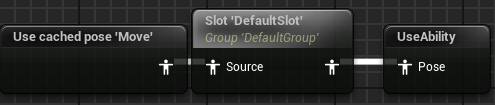 Use cached pose 'Move'
Slot 'DefaultSlot'
Group 'DefaultGroup'
Source
UseAbility
Pose